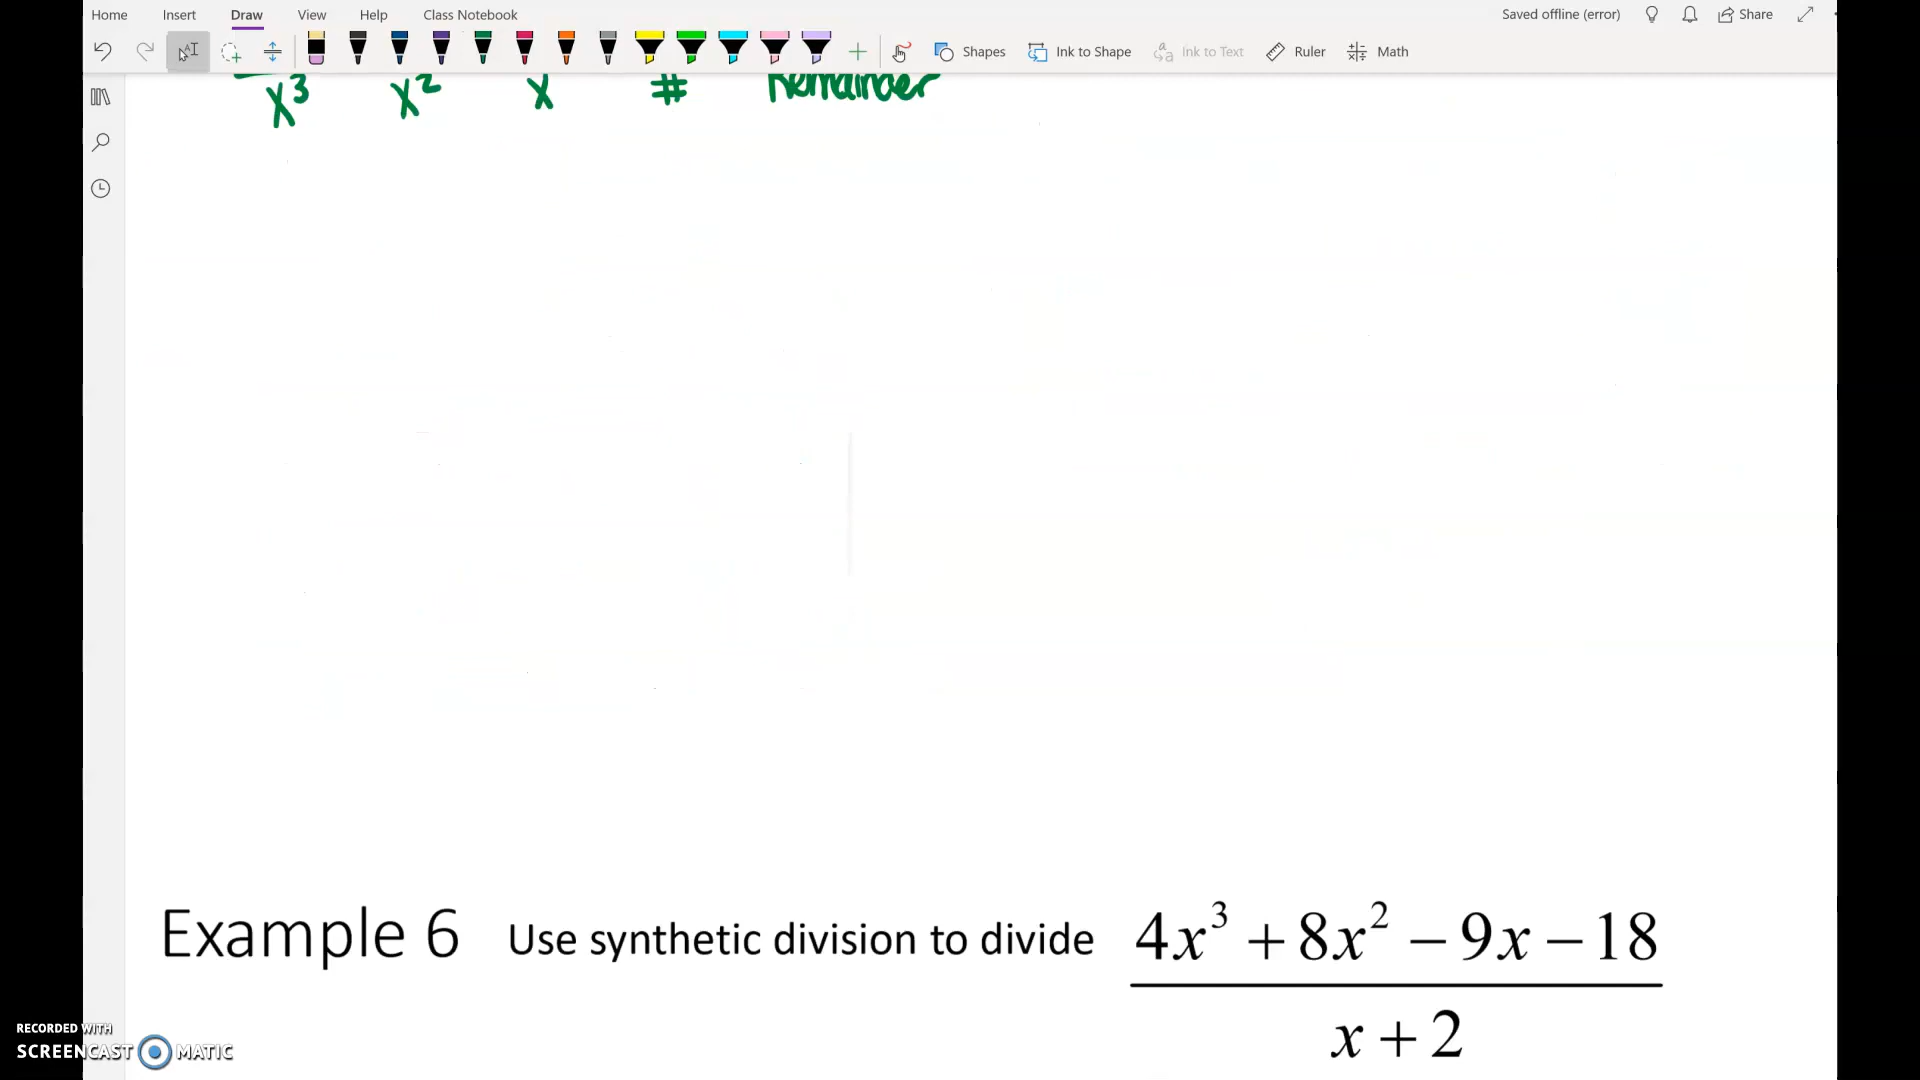 Home Insert Draw View Help Class Notebook Saved offline (error) Share
Shapes Ink to Shape Ink to Text Ruler Math
x³ x² x # Remainder
Example 6 Use synthetic division to divide 4x³ + 8x² − 9x − 18
x + 2
RECORDED WITH
SCREENCAST MATIC